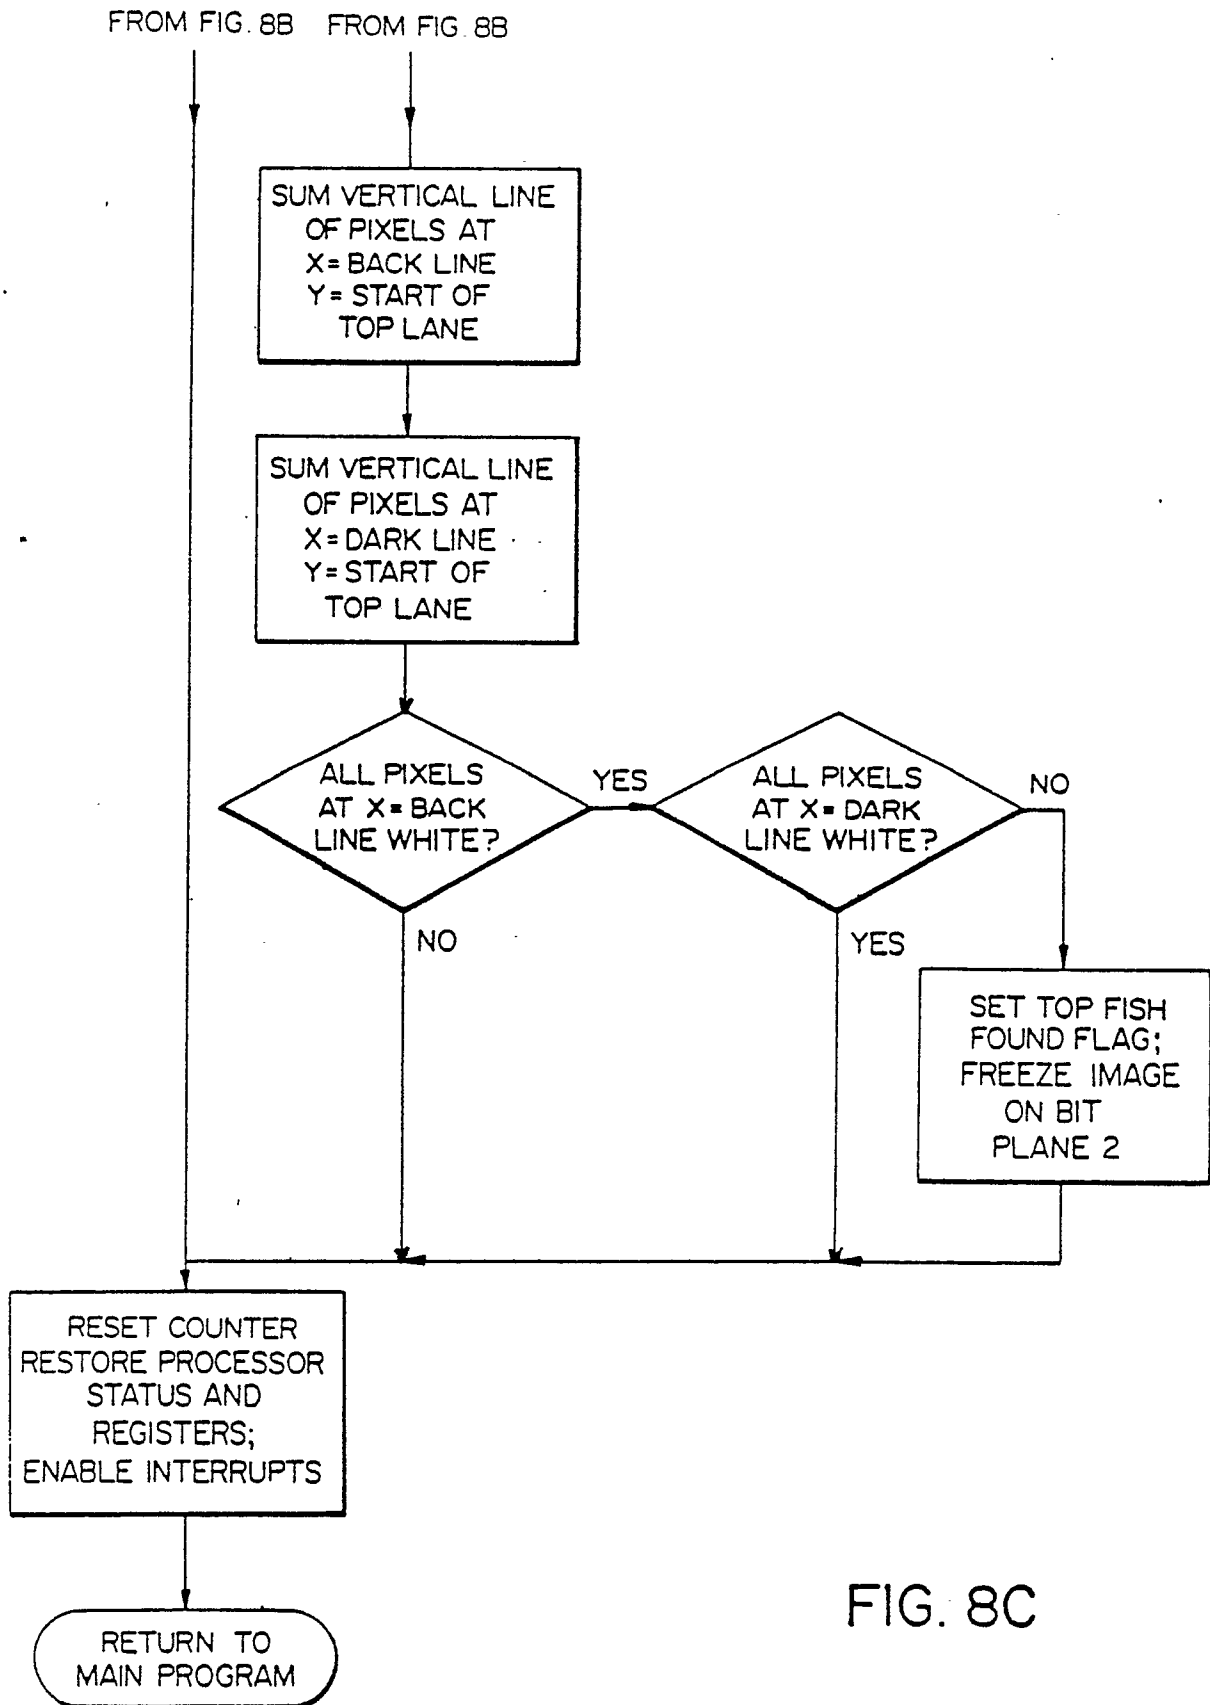 FROM FIG. 8B FROM FIG. 8B
SUM VERTICAL LINE
OF PIXELS AT
X= BACK LINE
Y= START OF
TOP LANE
SUM VERTICAL LINE
OF PIXELS AT
X= DARK LINE
Y= START OF
TOP LANE
ALL PIXELS
AT X= BACK
LINE WHITE?
YES
ALL PIXELS
AT X= DARK
LINE WHITE?
NO
NO
YES
SET TOP FISH
FOUND FLAG;
FREEZE IMAGE
ON BIT
PLANE 2
RESET COUNTER
RESTORE PROCESSOR
STATUS AND
REGISTERS;
ENABLE INTERRUPTS
RETURN TO
MAIN PROGRAM
FIG. 8C